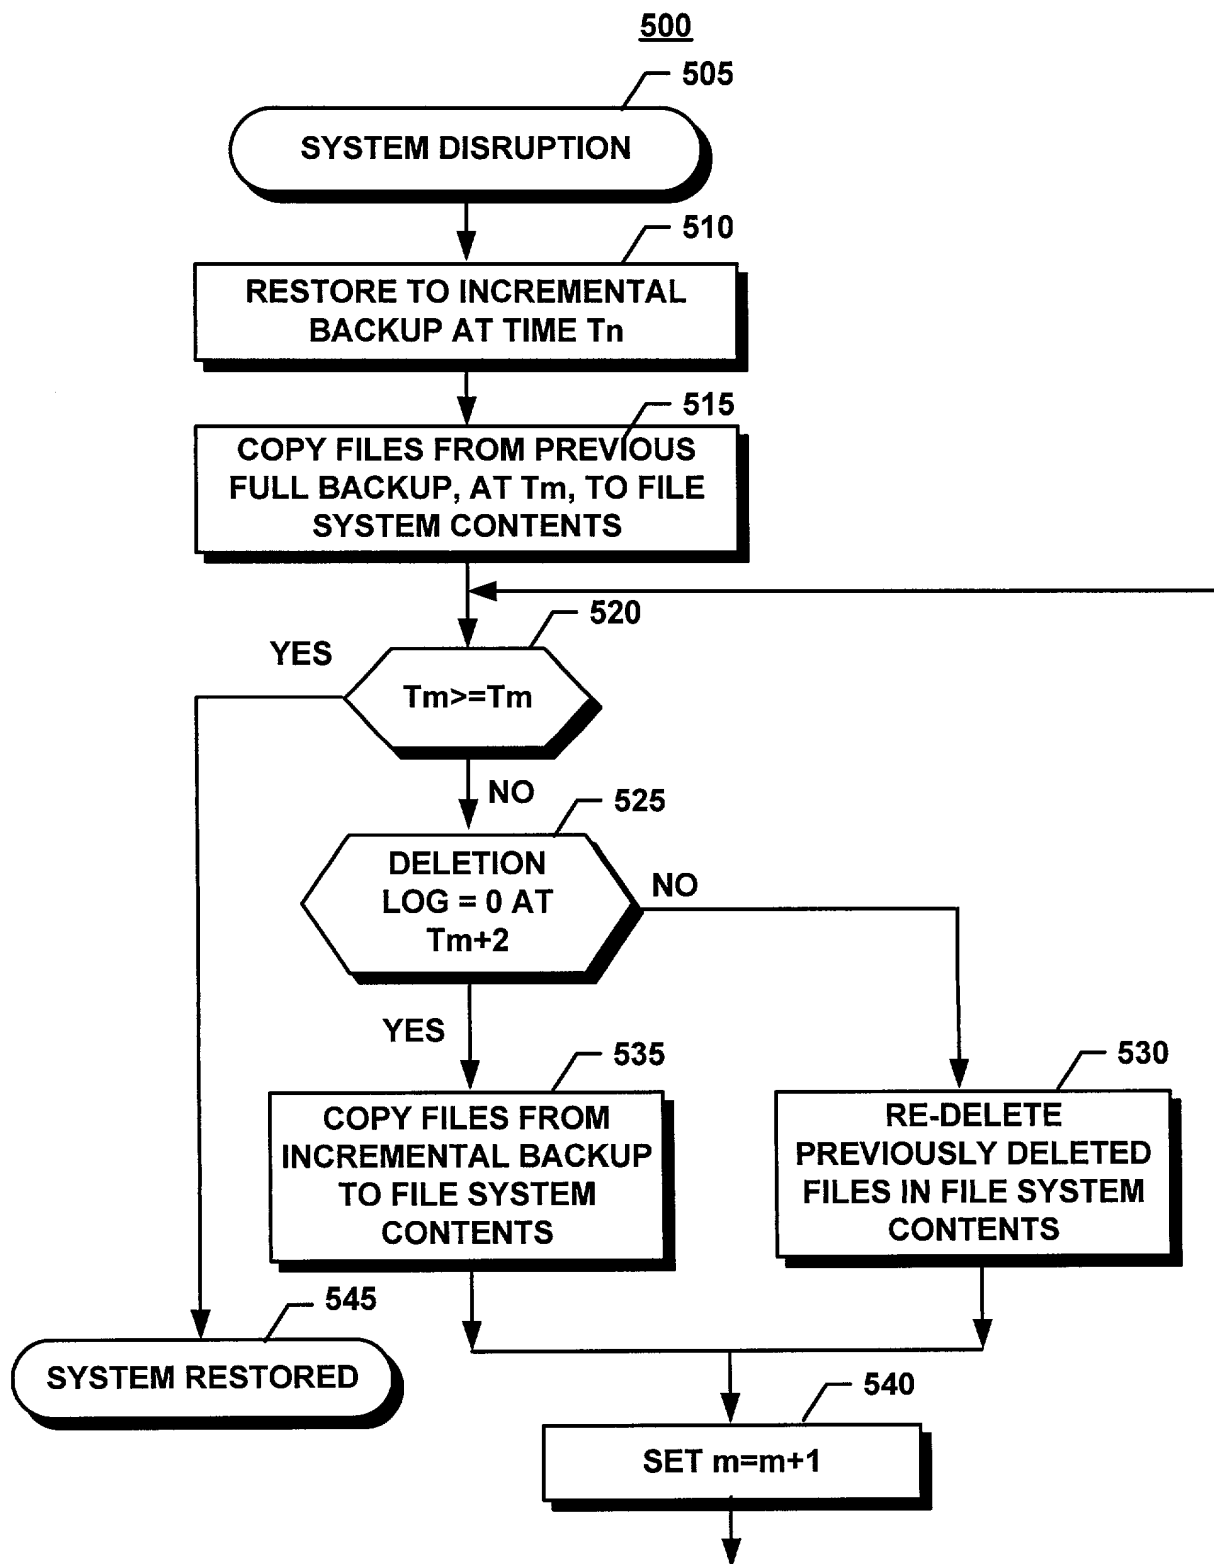 500
505
SYSTEM DISRUPTION
510
RESTORE TO INCREMENTAL
BACKUP AT TIME Tn
515
COPY FILES FROM PREVIOUS
FULL BACKUP, AT Tm, TO FILE
SYSTEM CONTENTS
520
YES
Tm>=Tm
NO
525
DELETION
LOG = 0 AT
Tm+2
NO
YES
535
COPY FILES FROM
INCREMENTAL BACKUP
TO FILE SYSTEM
CONTENTS
530
RE-DELETE
PREVIOUSLY DELETED
FILES IN FILE SYSTEM
CONTENTS
545
SYSTEM RESTORED
540
SET m=m+1